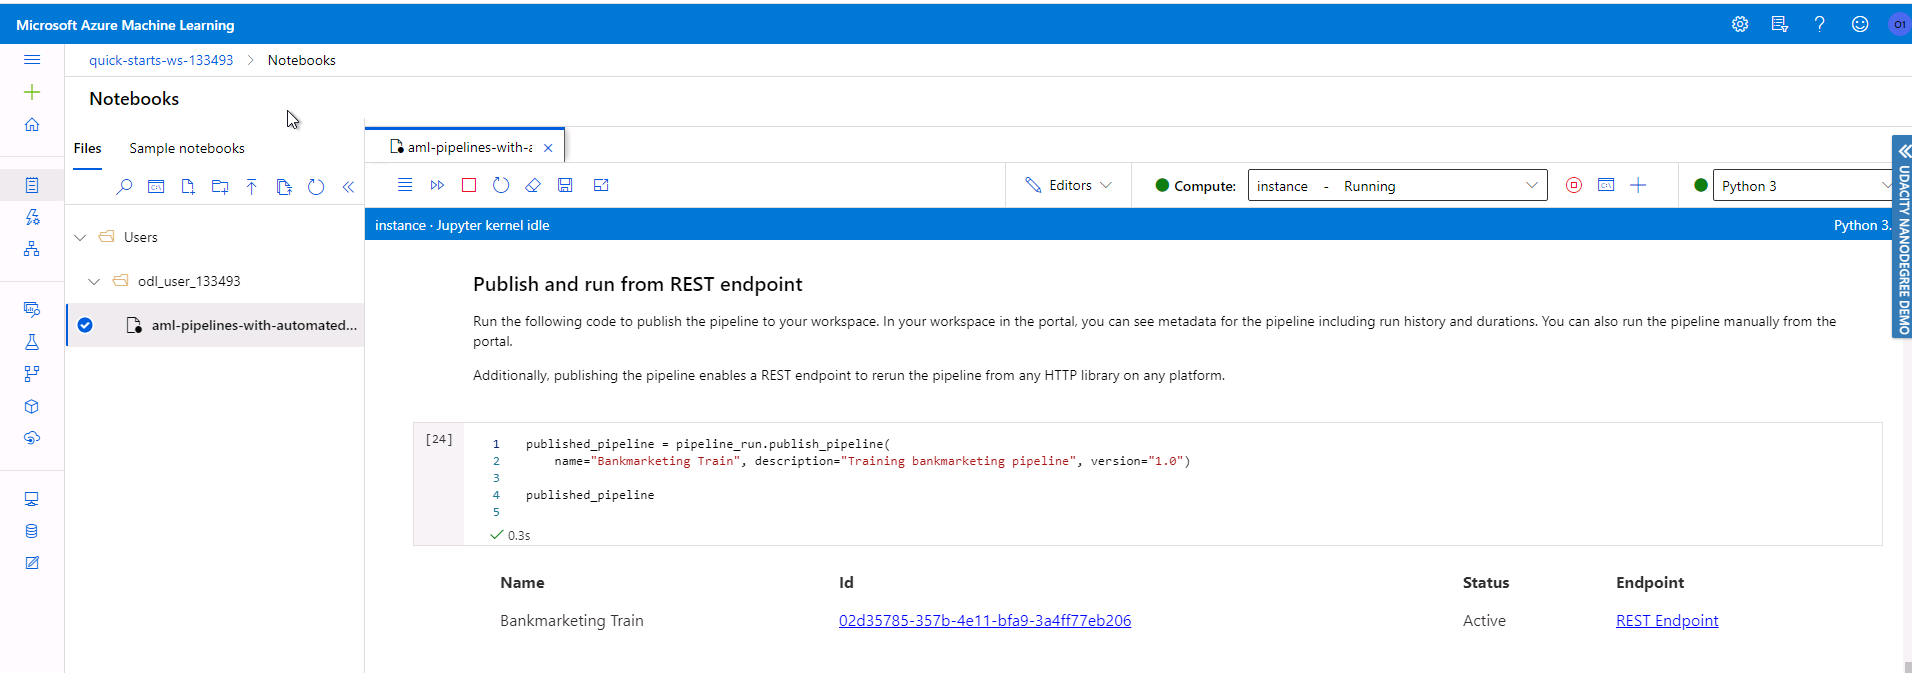 Microsoft Azure Machine Learning
01
quick-starts-ws-133493 > Notebooks
Notebooks
Files Sample notebooks
aml-pipelines-with-a
Editors
Compute: instance - Running
Python 3
instance · Jupyter kernel idle
Python 3.
UDACITY NANODEGREE DEMO
Users
odl_user_133493
aml-pipelines-with-automated...
Publish and run from REST endpoint
Run the following code to publish the pipeline to your workspace. In your workspace in the portal, you can see metadata for the pipeline including run history and durations. You can also run the pipeline manually from the
portal.
Additionally, publishing the pipeline enables a REST endpoint to rerun the pipeline from any HTTP library on any platform.
[24]
1 published_pipeline = pipeline_run.publish_pipeline(
2 name="Bankmarketing Train", description="Training bankmarketing pipeline", version="1.0")
3
4 published_pipeline
5
0.3s
Name Id Status Endpoint
Bankmarketing Train 02d35785-357b-4e11-bfa9-3a4ff77eb206 Active REST Endpoint